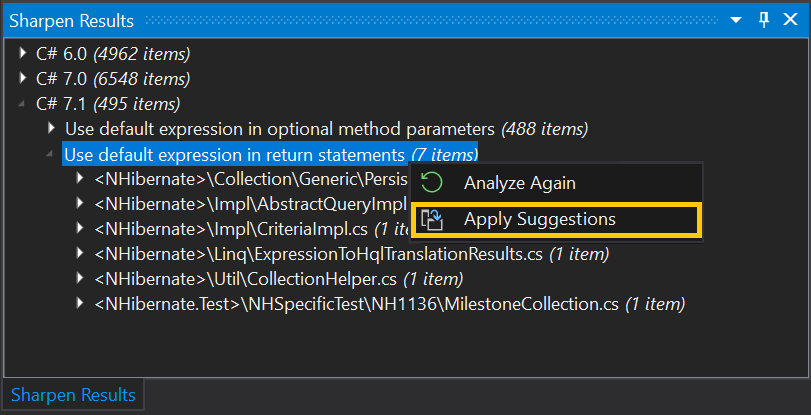 Sharpen Results
C# 6.0 (4962 items)
C# 7.0 (6548 items)
C# 7.1 (495 items)
Use default expression in optional method parameters (488 items)
Use default expression in return statements (7 items)
<NHibernate>\Collection\Generic\Persis
Analyze Again
<NHibernate>\Impl\AbstractQueryImpl
Apply Suggestions
<NHibernate>\Impl\CriteriaImpl.cs (1 ite
<NHibernate>\Linq\ExpressionToHqlTranslationResults.cs (1 item)
<NHibernate>\Util\CollectionHelper.cs (1 item)
<NHibernate.Test>\NHSpecificTest\NH1136\MilestoneCollection.cs (1 item)
Sharpen Results